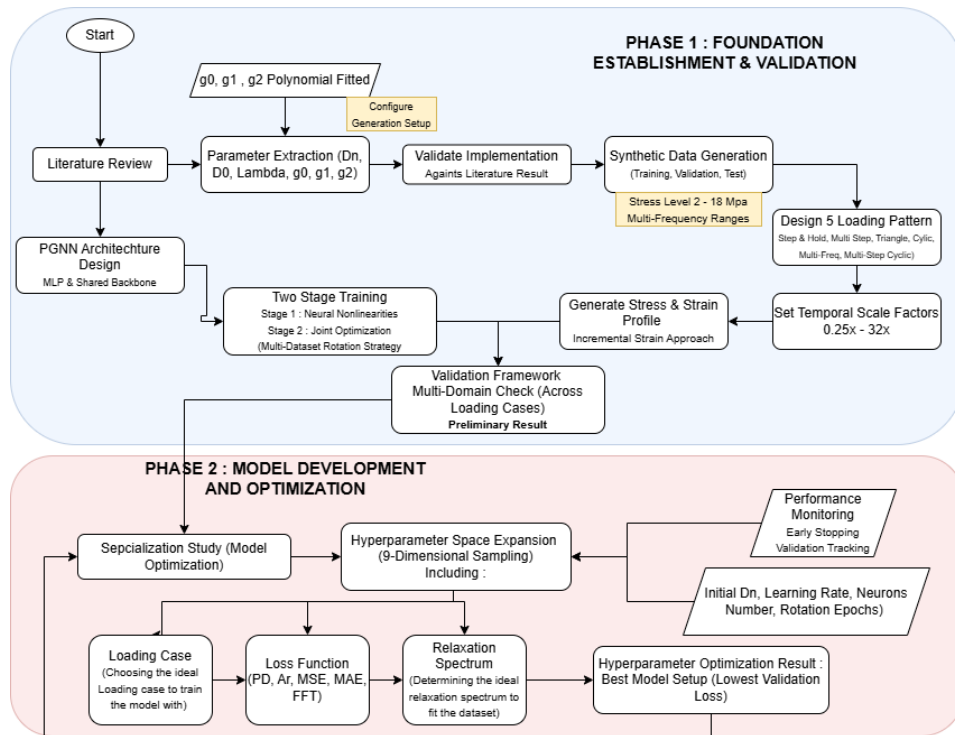 Start
PHASE 1 : FOUNDATION
ESTABLISHMENT & VALIDATION
g0, g1 , g2 Polynomial Fitted
Configure
Generation Setup
Literature Review
Parameter Extraction (Dn,
D0, Lambda, g0, g1, g2)
Validate Implementation
Againts Literature Result
Synthetic Data Generation
(Training, Validation, Test)
Stress Level 2 - 18 Mpa
Multi-Frequency Ranges
Design 5 Loading Pattern
Step & Hold, Multi Step, Triangle, Cylic,
Multi-Freq, Multi-Step Cyclic)
PGNN Architechture
Design
MLP & Shared Backbone
Two Stage Training
Stage 1 : Neural Nonlinearities
Stage 2 : Joint Optimization
(Multi-Dataset Rotation Strategy
Generate Stress & Strain
Profile
Incremental Strain Approach
Set Temporal Scale Factors
0.25x - 32x
Validation Framework
Multi-Domain Check (Across
Loading Cases)
Preliminary Result
PHASE 2 : MODEL DEVELOPMENT
AND OPTIMIZATION
Sepcialization Study (Model
Optimization)
Hyperparameter Space Expansion
(9-Dimensional Sampling)
Including :
Performance
Monitoring
Early Stopping
Validation Tracking
Initial Dn, Learning Rate, Neurons
Number, Rotation Epochs)
Loading Case
(Choosing the ideal
Loading case to train
the model with)
Loss Function
(PD, Ar, MSE, MAE,
FFT)
Relaxation
Spectrum
(Determining the ideal
relaxation spectrum to
fit the dataset)
Hyperparameter Optimization Result :
Best Model Setup (Lowest Validation
Loss)